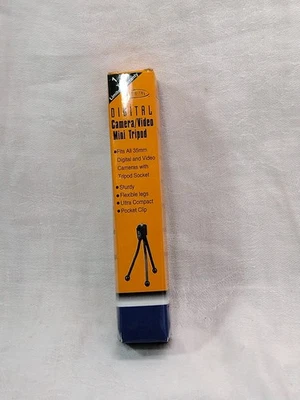 DIGITAL
Camera/Video
Mini Tripod
Fits All 35mm
Digital and Video
Cameras with
Tripod Socket
Sturdy
Flexible legs
Ultra Compact
Pocket Clip